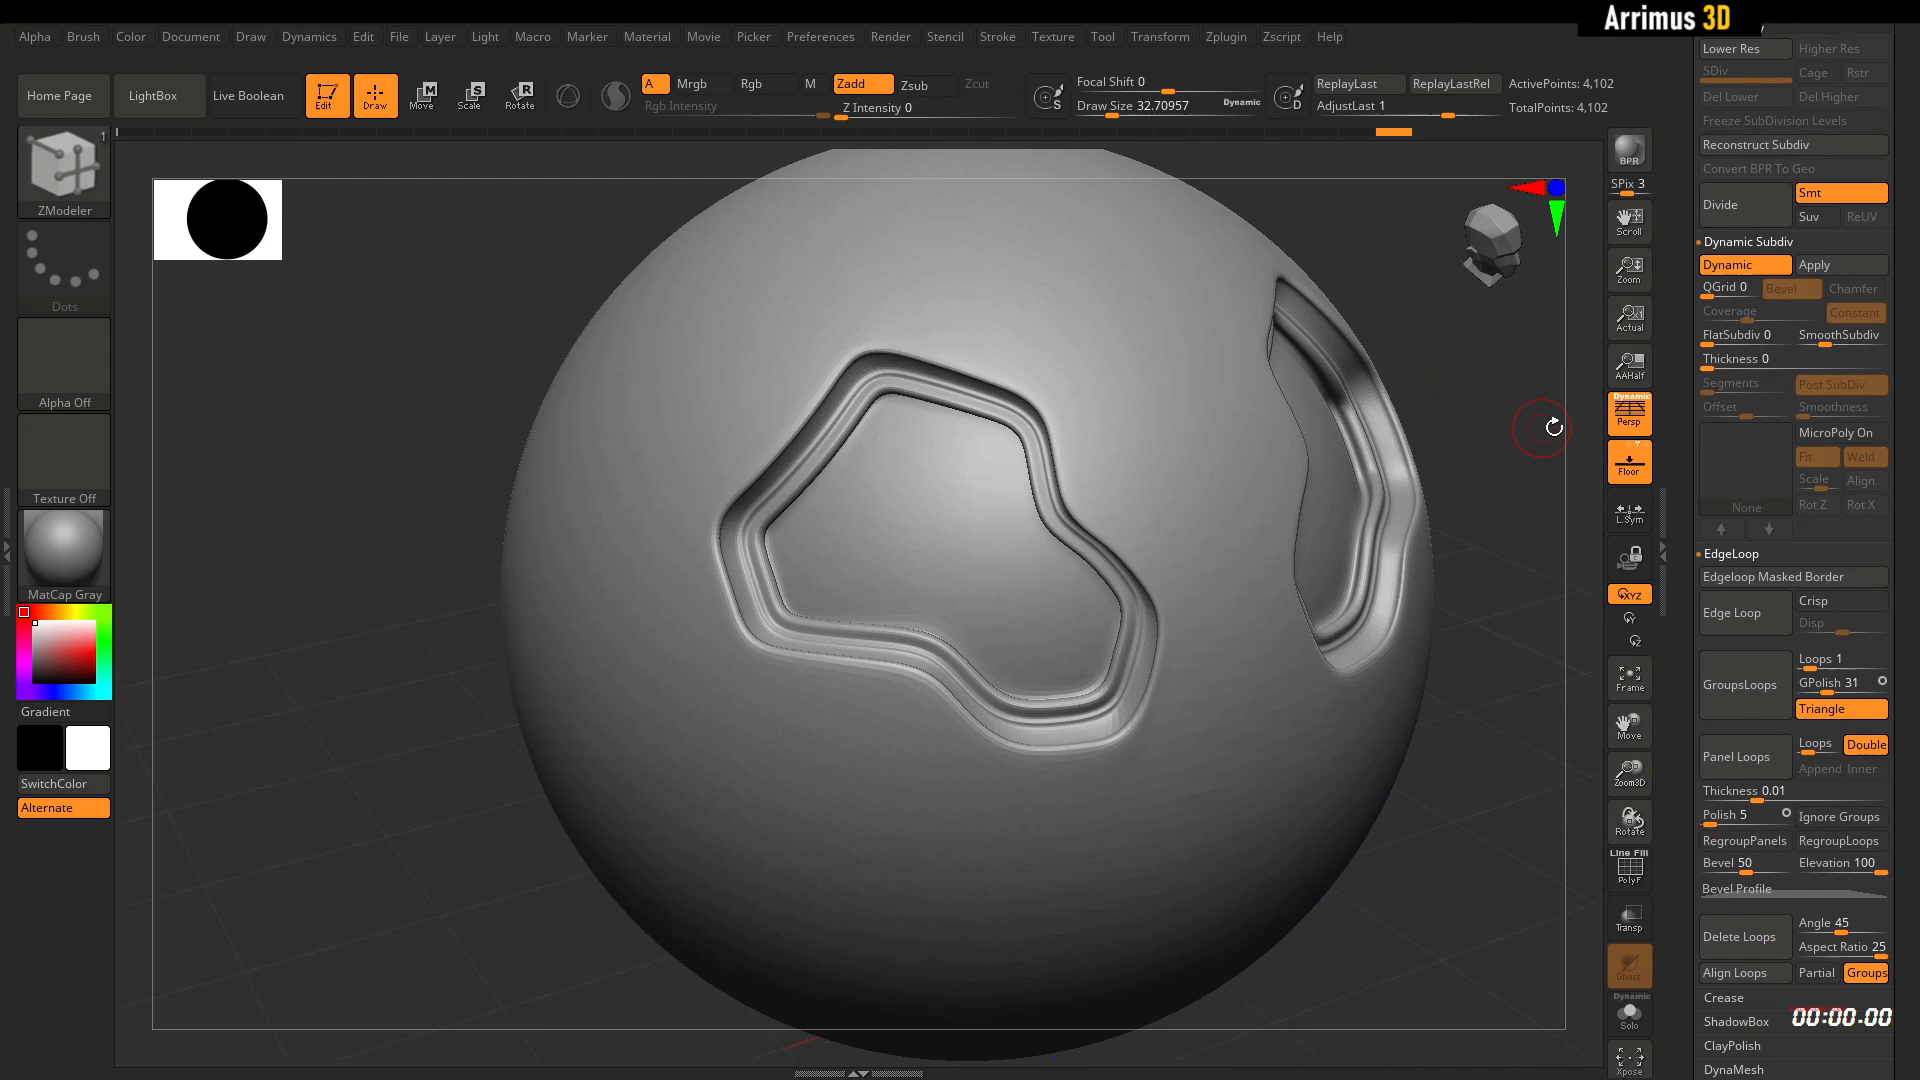 Arrimus 3D
Alpha Brush Color Document Draw Dynamics Edit File Layer Light Macro Marker Material Movie Picker Preferences Render Stencil Stroke Texture Tool Transform Zplugin Zscript Help
Home Page
LightBox
Live Boolean
Edit
Draw
Move
Scale
Rotate
A
Mrgb
Rgb
M
Zadd
Zsub
Zcut
Rgb Intensity
Z Intensity 0
S
Focal Shift 0
Draw Size 32.70957
Dynamic
D
ReplayLast
ReplayLastRel
AdjustLast 1
ActivePoints: 4,102
TotalPoints: 4,102
1
ZModeler
Dots
Alpha Off
Texture Off
MatCap Gray
Gradient
SwitchColor
Alternate
BPR
SPix 3
Scroll
Zoom
Actual
AAHalf
Dynamic
Persp
Floor
L.Sym
XYZ
Frame
Move
Zoom3D
Rotate
Line Fill
PolyF
Transp
Ghost
Dynamic
Solo
Xpose
Lower Res Higher Res
SDiv Cage Rstr
Del Lower Del Higher
Freeze SubDivision Levels
Reconstruct Subdiv
Convert BPR To Geo
Divide
Smt
Suv ReUV
Dynamic Subdiv
Dynamic Apply
QGrid 0 Bevel Chamfer
Coverage Constant
FlatSubdiv 0 SmoothSubdiv
Thickness 0
Segments Post SubDiv
Offset Smoothness
MicroPoly On
Fit Weld
Scale Align
None Rot Z Rot X
EdgeLoop
Edgeloop Masked Border
Edge Loop
Crisp
Disp
GroupsLoops
Loops 1
GPolish 31
Triangle
Panel Loops
Loops Double
Append Inner
Thickness 0.01
Polish 5 Ignore Groups
RegroupPanels RegroupLoops
Bevel 50 Elevation 100
Bevel Profile
Delete Loops
Angle 45
Aspect Ratio 25
Align Loops Partial Groups
Crease
ShadowBox
00:00.00
ClayPolish
DynaMesh